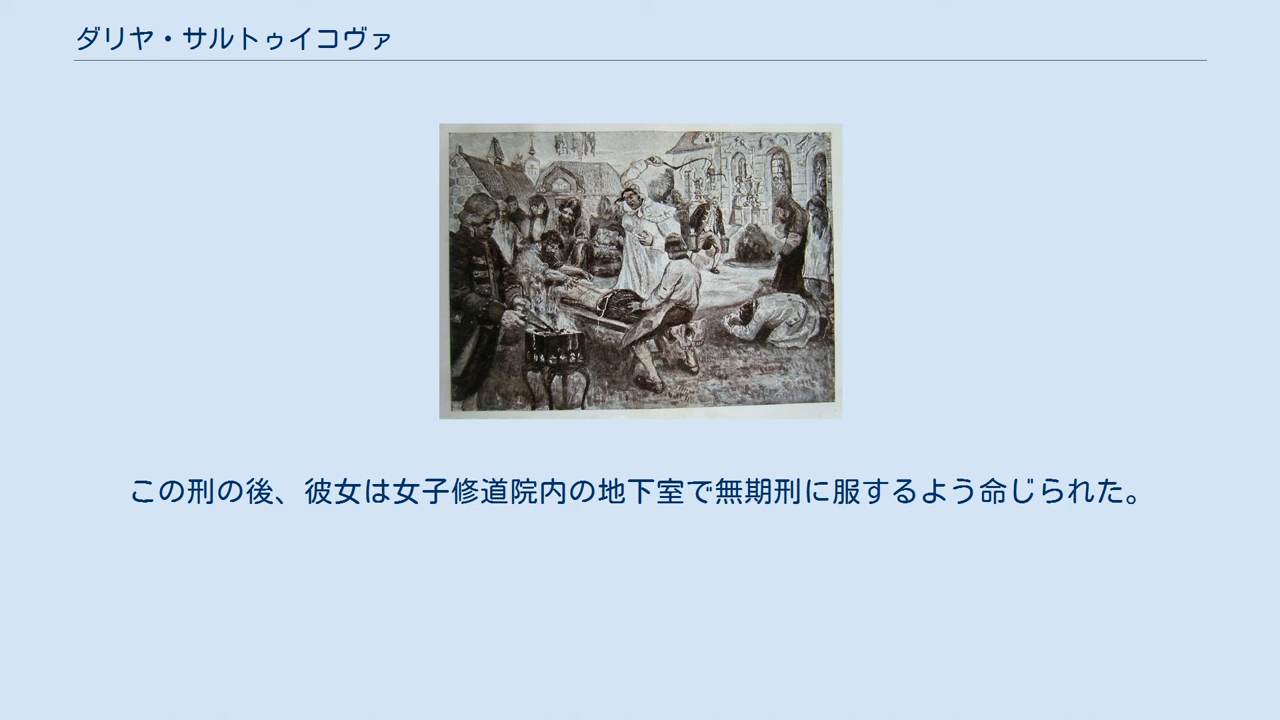 ダリヤ・サルトゥイコヴァ
この刑の後、彼女は女子修道院内の地下室で無期刑に服するよう命じられた。